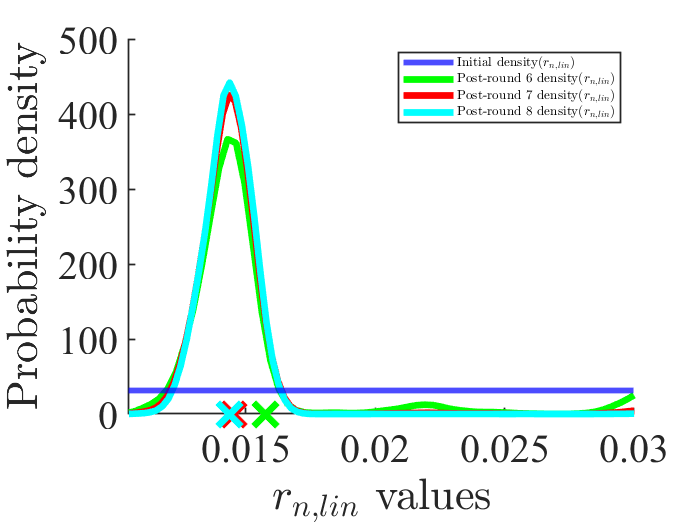 500
400
300
200
100
0
Probability density
Initial density(r_{n,lin})
Post-round 6 density(r_{n,lin})
Post-round 7 density(r_{n,lin})
Post-round 8 density(r_{n,lin})
0.015 0.02 0.025 0.03
r_{n,lin} values